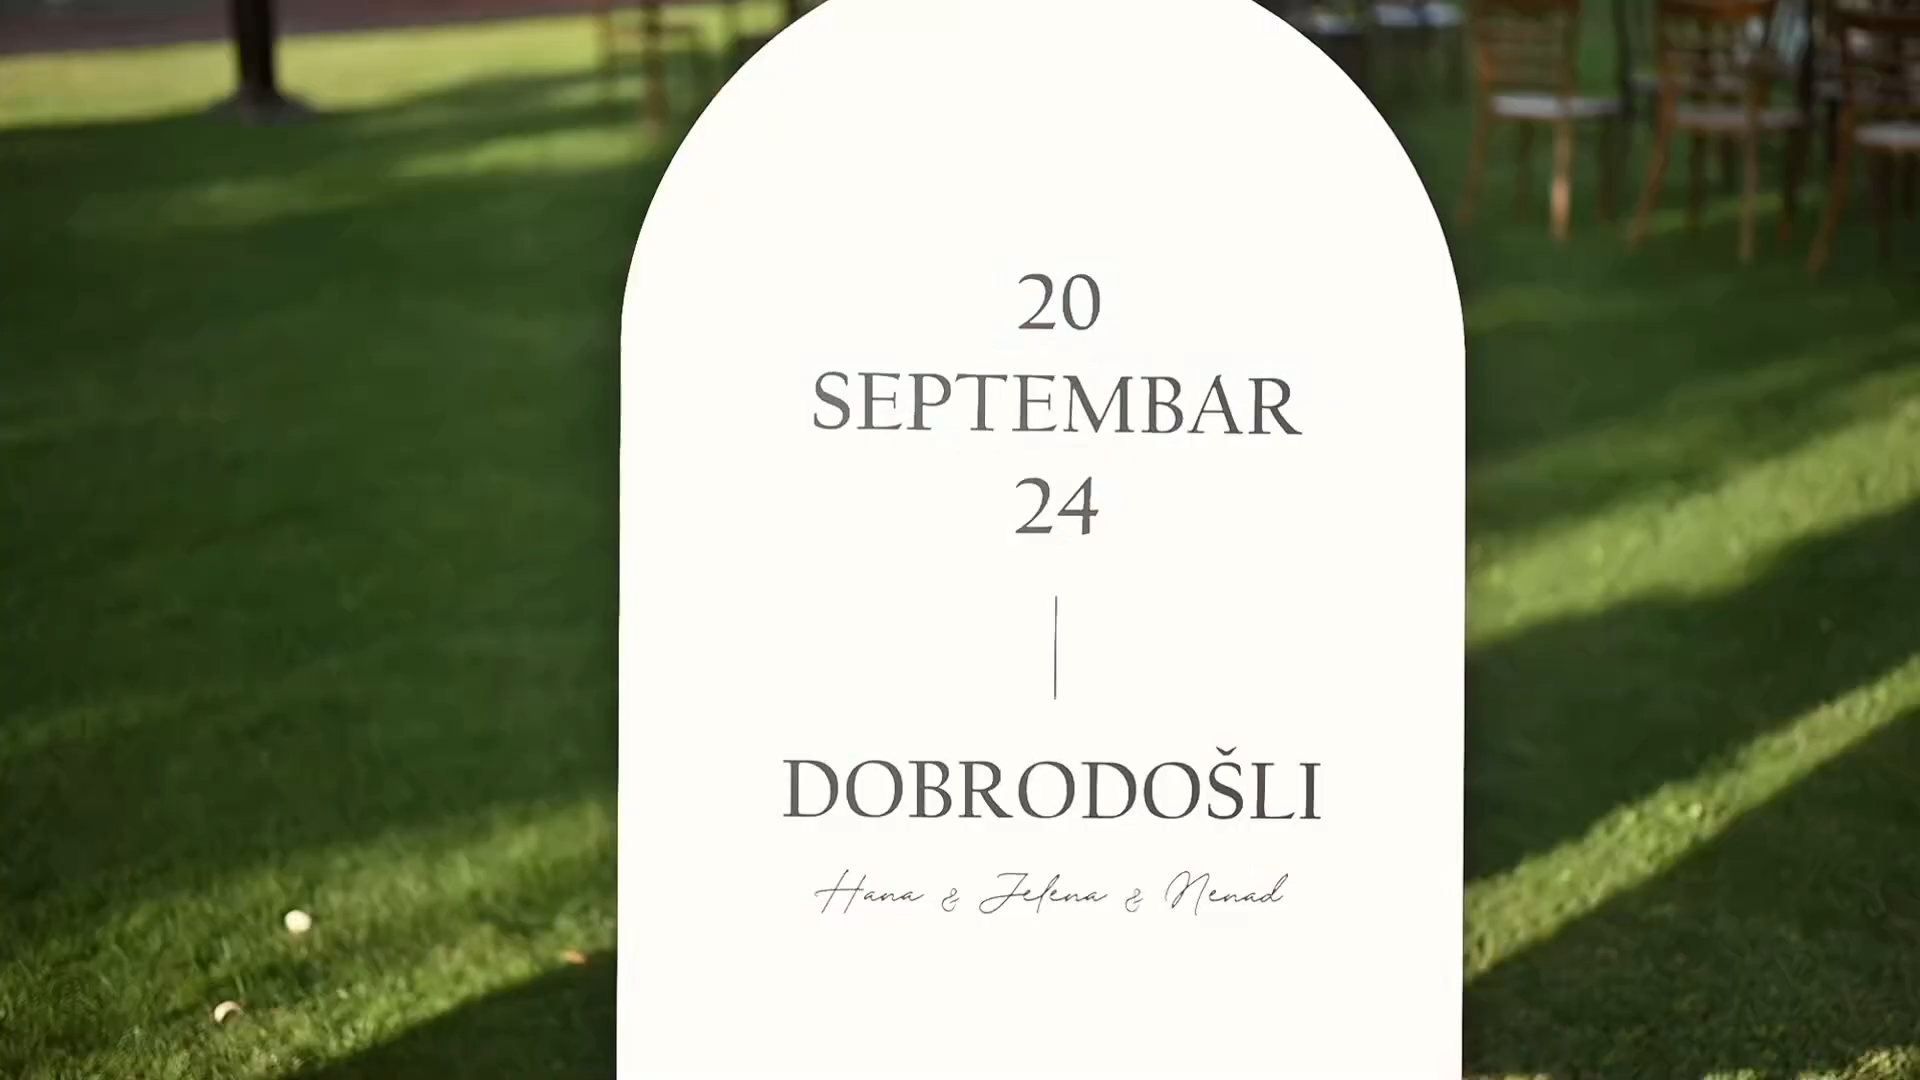 20
SEPTEMBAR
24
DOBRODOŠLI
Hana & Jelena & Nenad